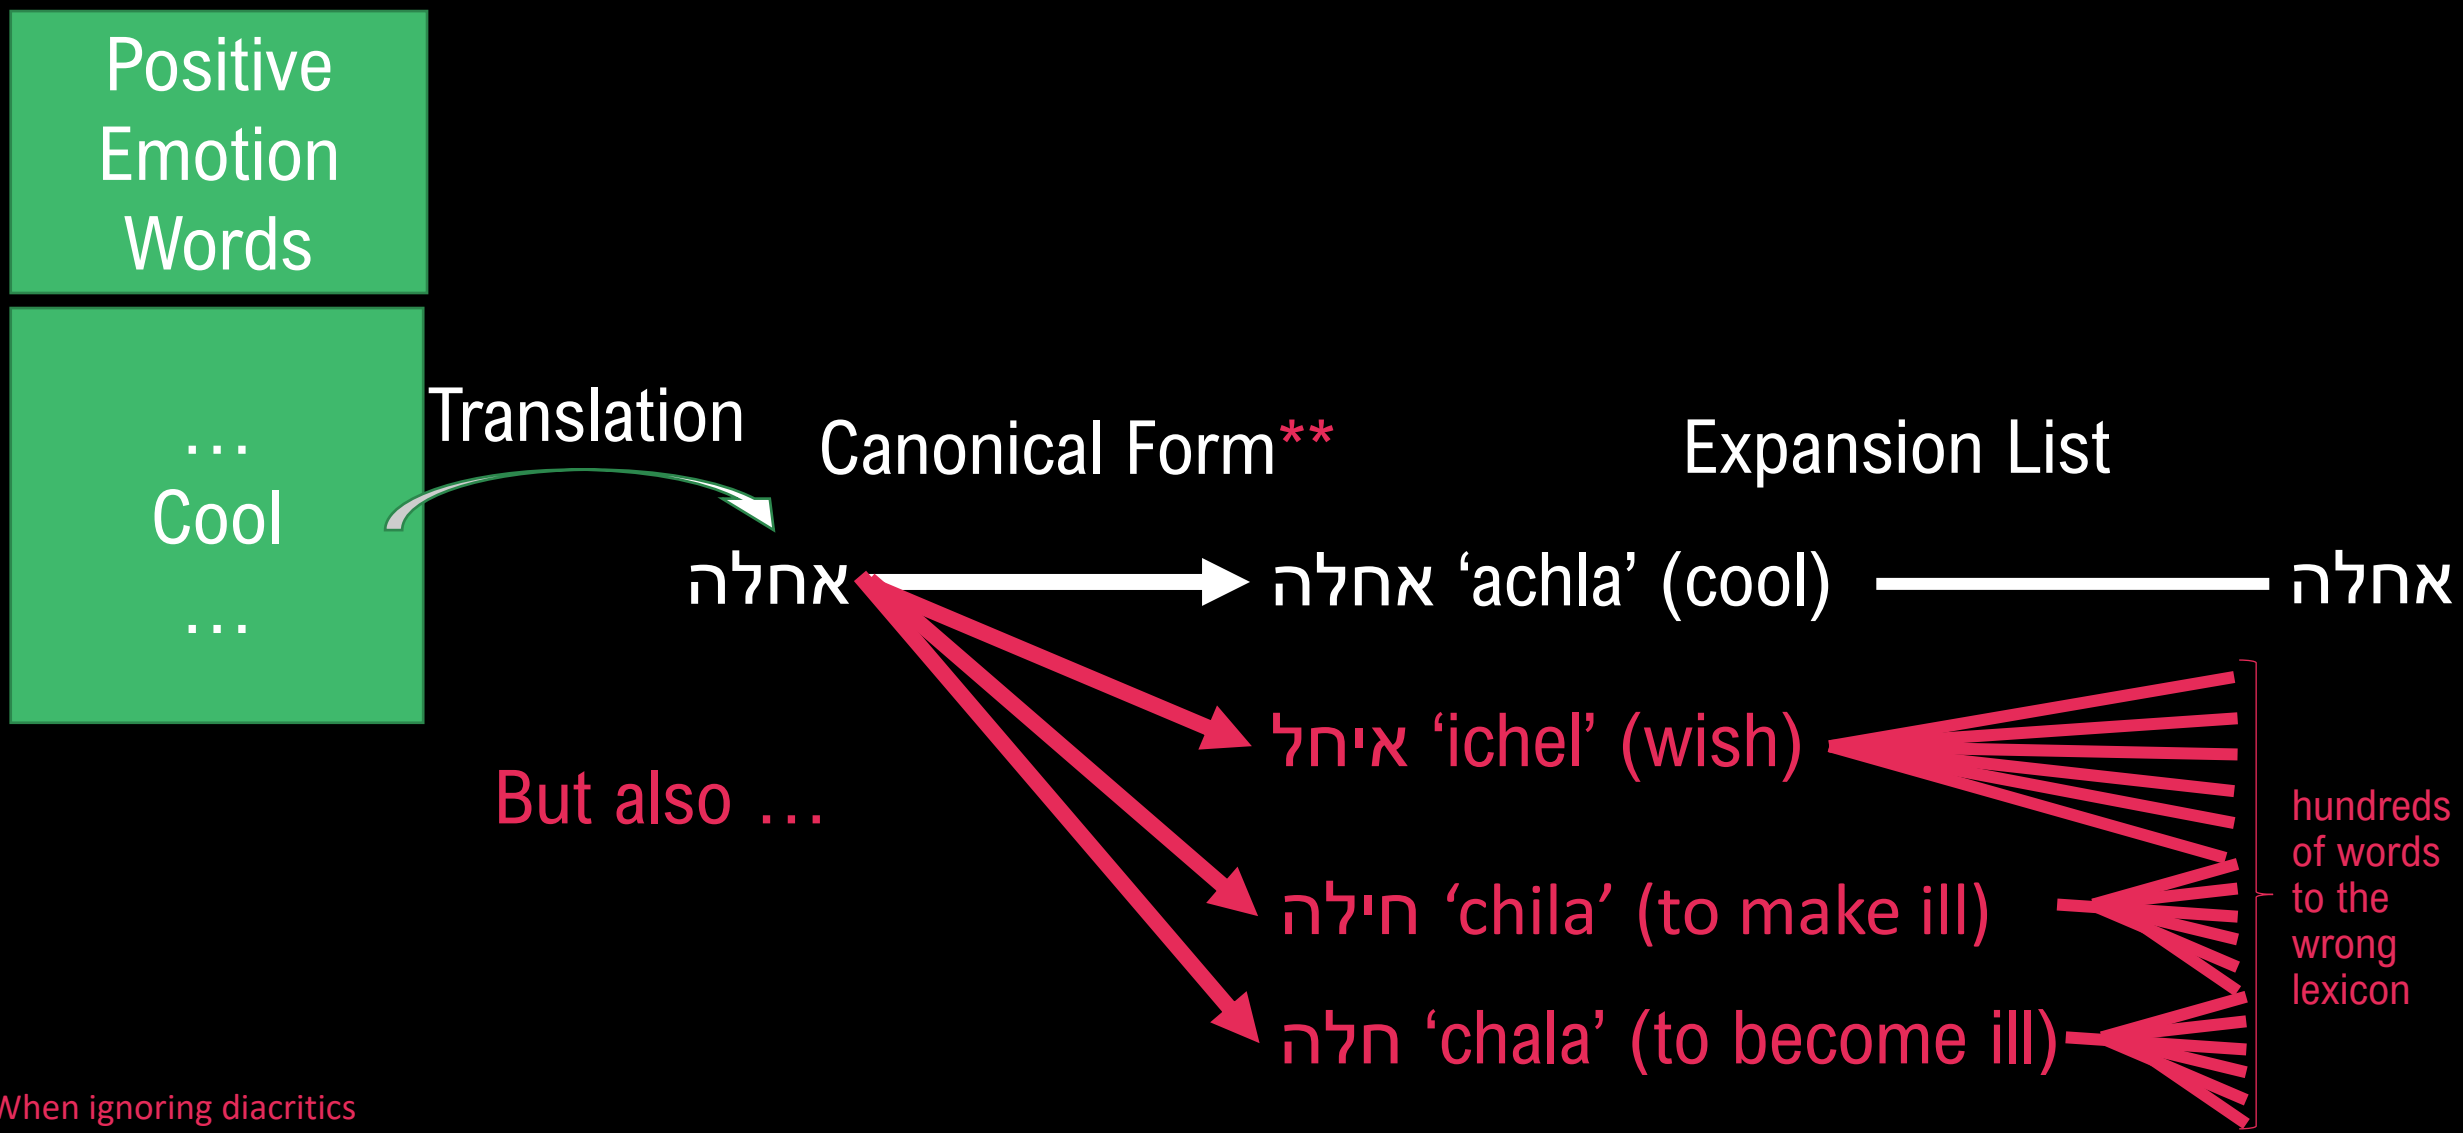 Positive
Emotion
Words
...
Cool
...
Translation
Canonical Form**
Expansion List
אחלה
אחלה ‘achla’ (cool)
אחלה
But also ...
איחל ‘ichel’ (wish)
חילה ‘chila’ (to make ill)
חלה ‘chala’ (to become ill)
hundreds
of words
to the
wrong
lexicon
When ignoring diacritics